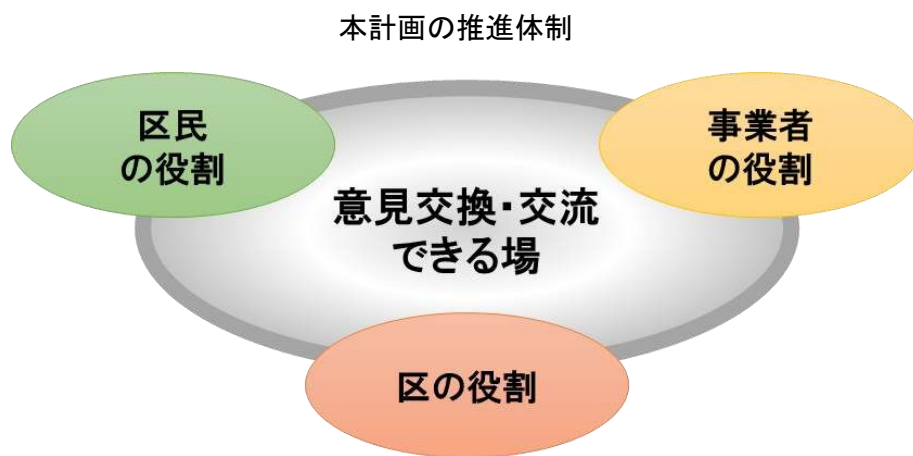 本計画の推進体制
区民
の役割
事業者
の役割
意見交換・交流
できる場
区の役割